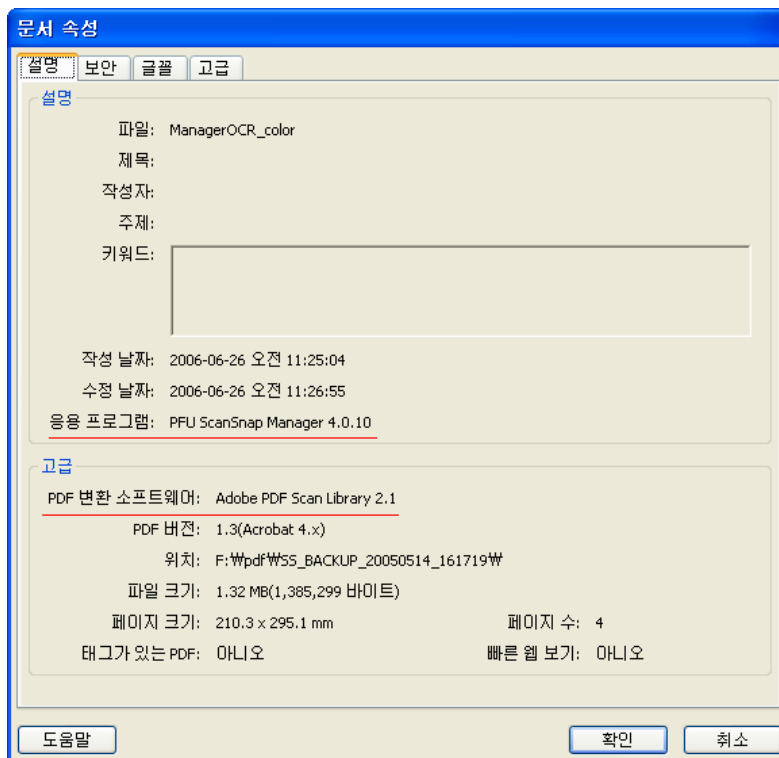 문서 속성
설명 보안 글꼴 고급
설명
파일: ManagerOCR_color
제목:
작성자:
주제:
키워드:
작성 날짜: 2006-06-26 오전 11:25:04
수정 날짜: 2006-06-26 오전 11:26:55
응용 프로그램: PFU ScanSnap Manager 4.0.10
고급
PDF 변환 소프트웨어: Adobe PDF Scan Library 2.1
PDF 버전: 1.3(Acrobat 4.x)
위치: F:₩pdf₩SS_BACKUP_20050514_161719₩
파일 크기: 1.32 MB(1,385,299 바이트)
페이지 크기: 210.3 x 295.1 mm 페이지 수: 4
태그가 있는 PDF: 아니오 빠른 웹 보기: 아니오
도움말 확인 취소